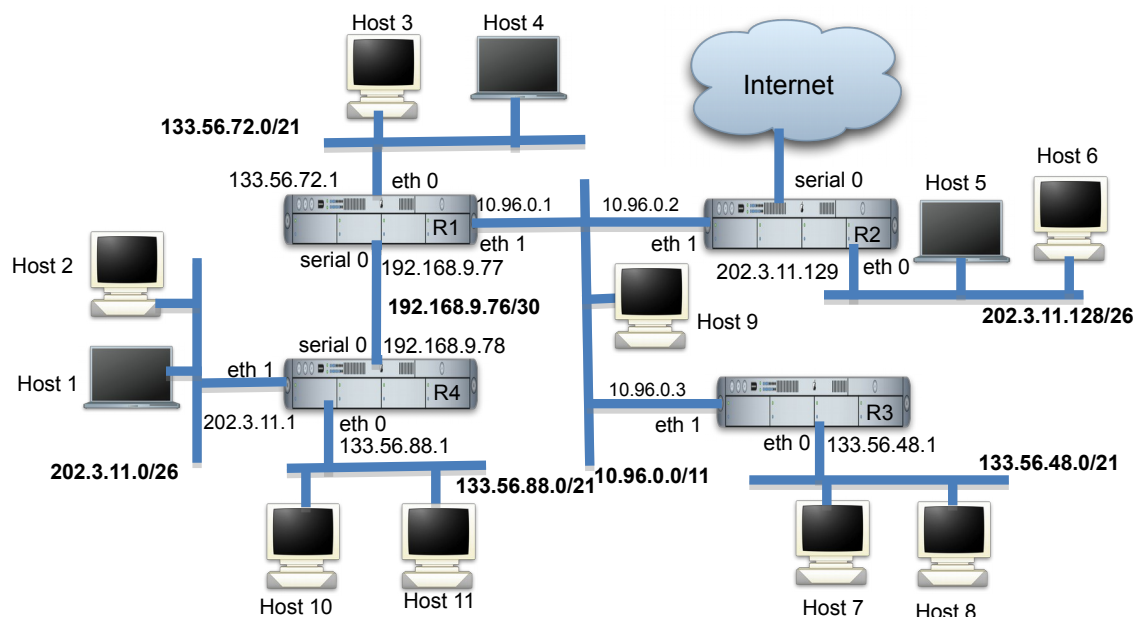 Host 3
Host 4
Internet
133.56.72.0/21
Host 6
133.56.72.1
eth 0
serial 0
Host 5
10.96.0.1
10.96.0.2
R1
R2
eth 1
eth 1
Host 2
serial 0
192.168.9.77
202.3.11.129
eth 0
192.168.9.76/30
Host 9
202.3.11.128/26
serial 0
192.168.9.78
Host 1
eth 1
10.96.0.3
R4
R3
202.3.11.1
eth 0
eth 1
133.56.88.1
eth 0
133.56.48.1
202.3.11.0/26
133.56.88.0/21
10.96.0.0/11
133.56.48.0/21
Host 10
Host 11
Host 7
Host 8